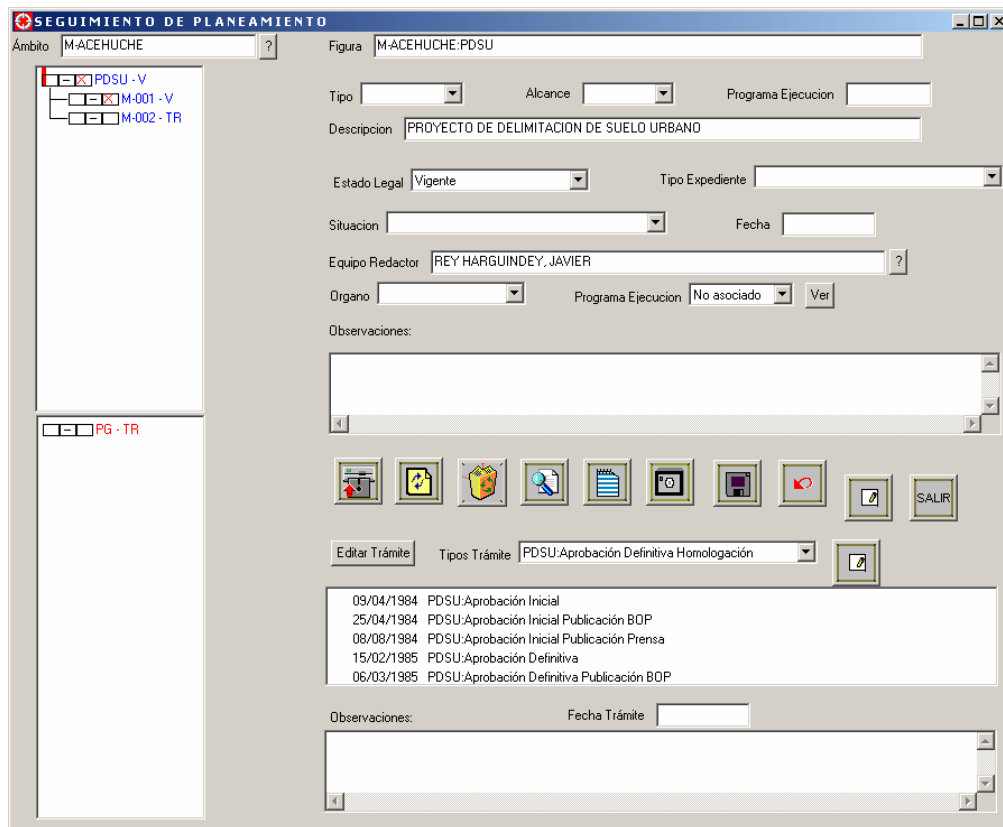 SEGUIMIENTO DE PLANEAMIENTO
Ámbito M-ACEHUCHE ?
PDSU - V
M-001 - V
M-002 - TR
PG - TR
Figura M-ACEHUCHE:PDSU
Tipo Alcance Programa Ejecucion
Descripcion PROYECTO DE DELIMITACION DE SUELO URBANO
Estado Legal Vigente Tipo Expediente
Situacion Fecha
Equipo Redactor REY HARGUINDEY, JAVIER ?
Organo Programa Ejecucion No asociado Ver
Observaciones:
SALIR
Editar Trámite Tipos Trámite PDSU:Aprobación Definitiva Homologación
09/04/1984 PDSU:Aprobación Inicial
25/04/1984 PDSU:Aprobación Inicial Publicación BOP
08/08/1984 PDSU:Aprobación Inicial Publicación Prensa
15/02/1985 PDSU:Aprobación Definitiva
06/03/1985 PDSU:Aprobación Definitiva Publicación BOP
Observaciones: Fecha Trámite